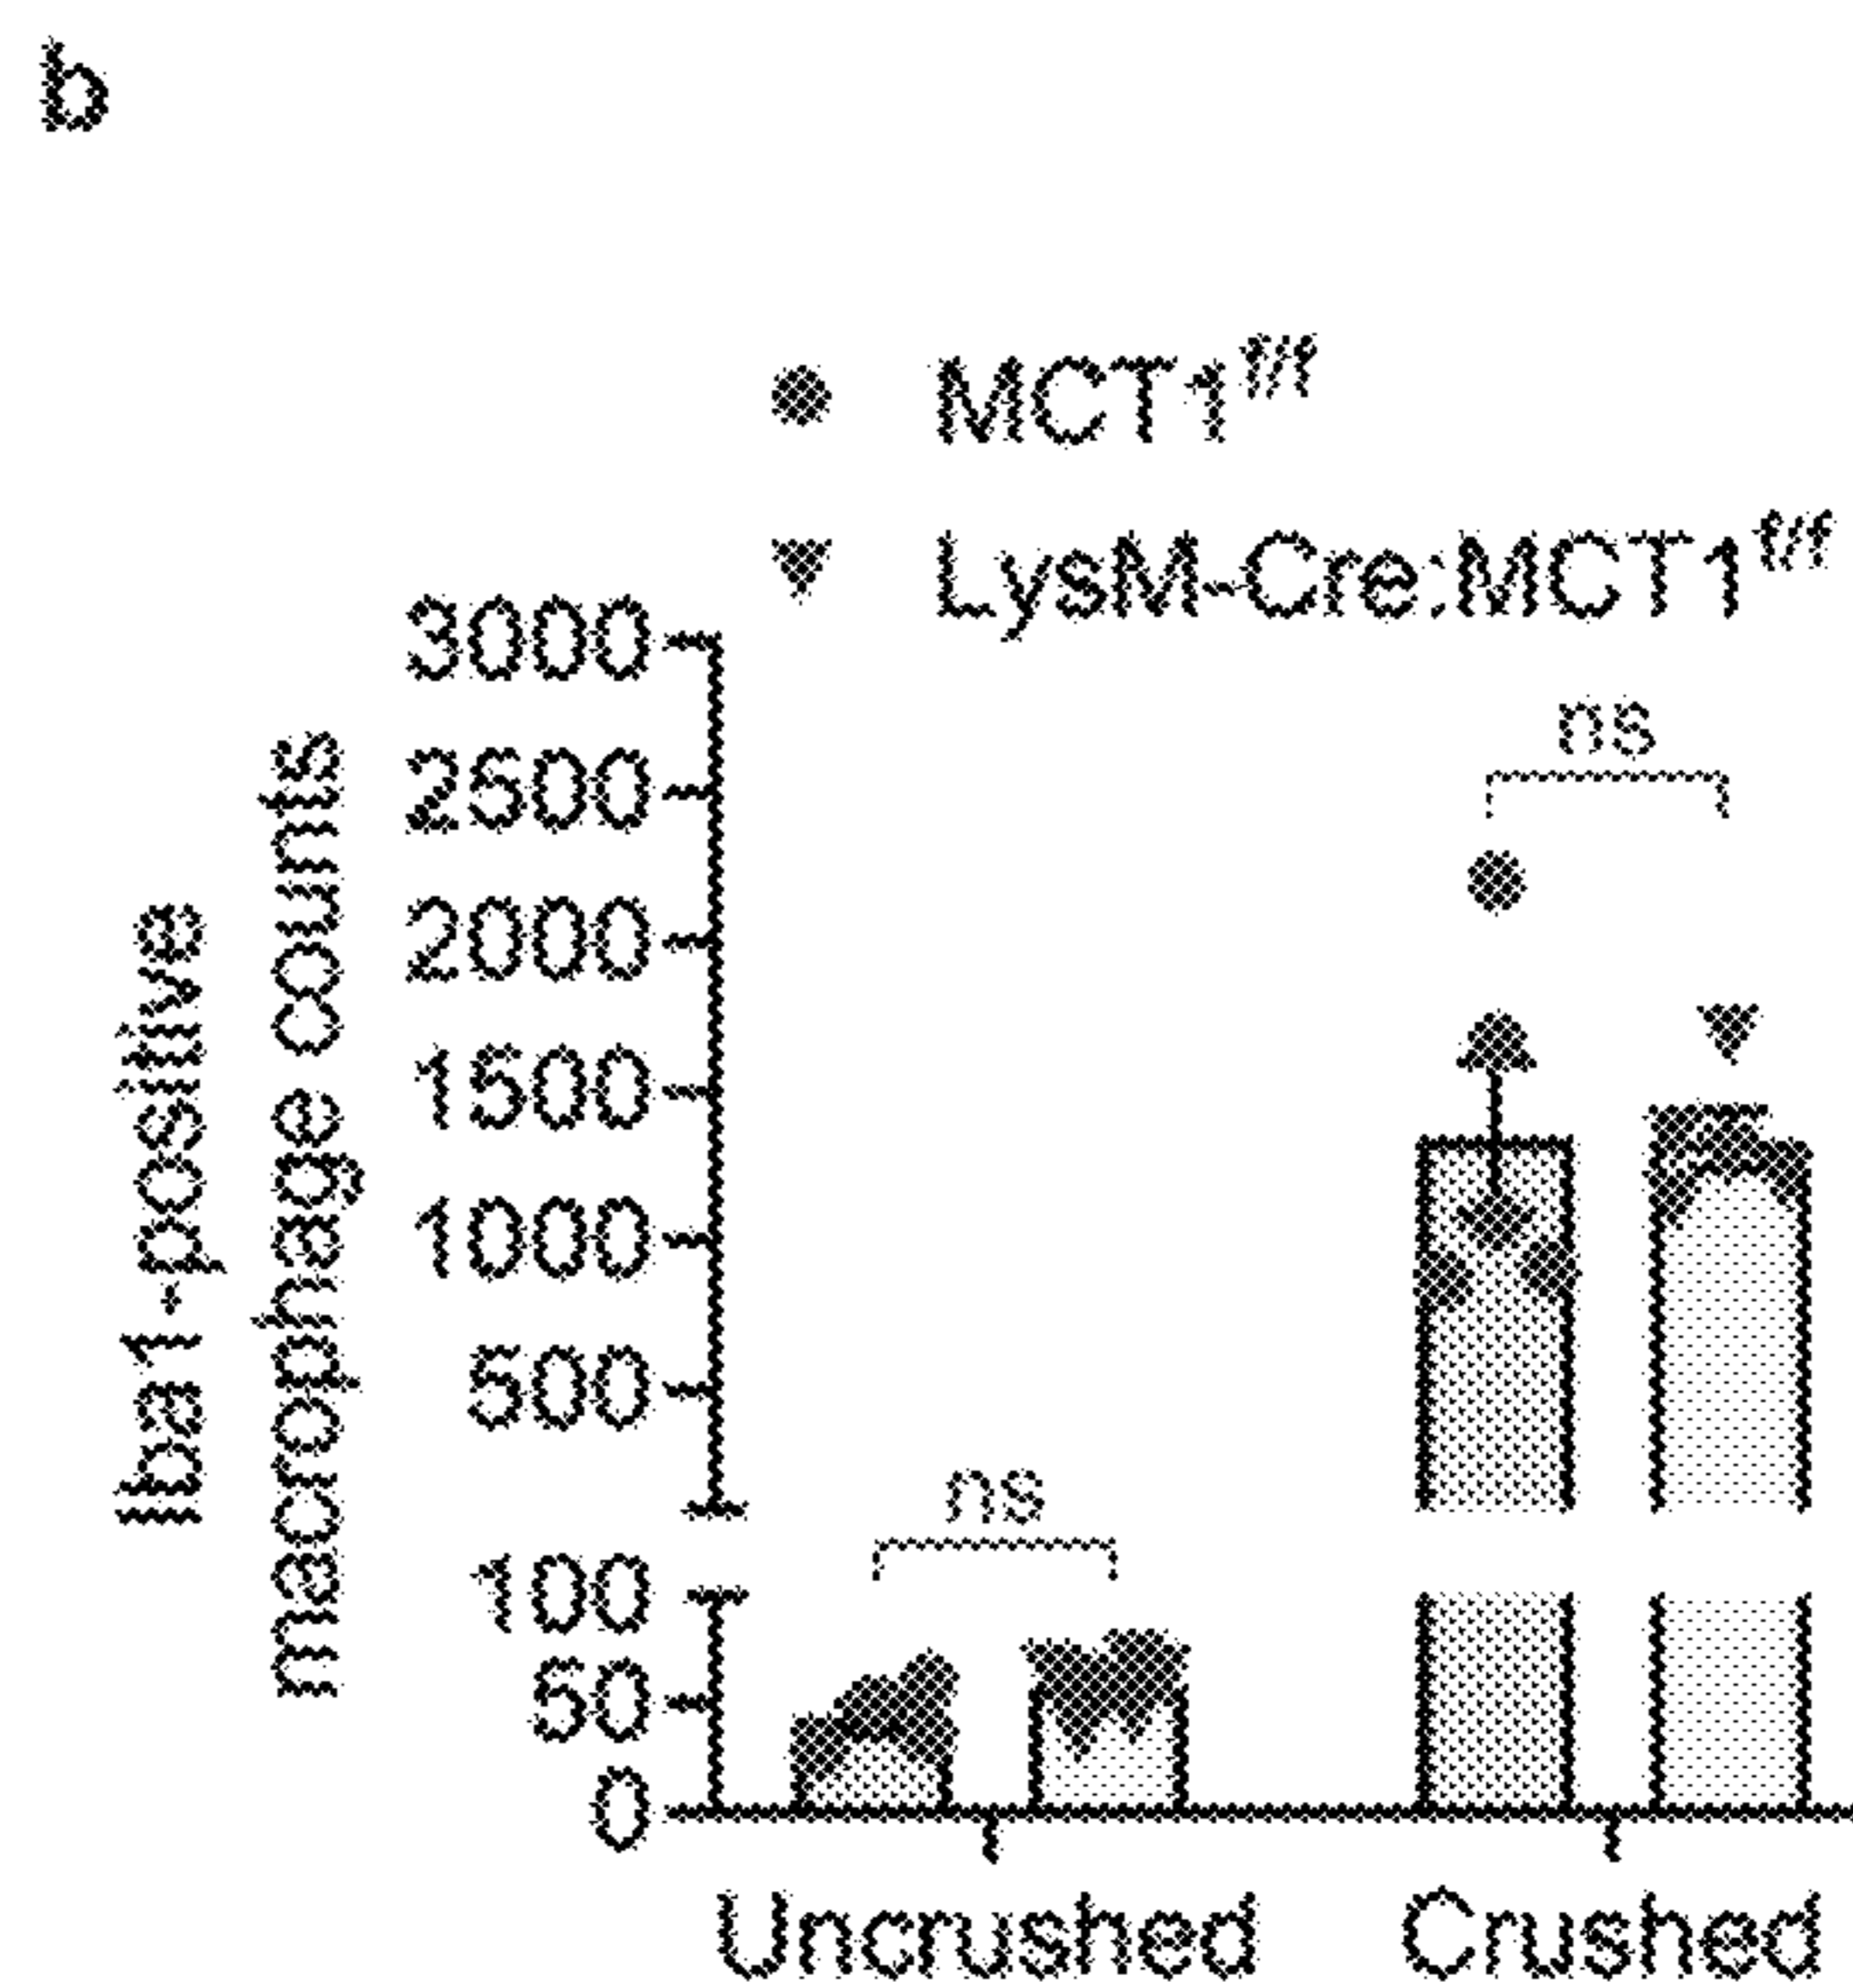 b
MCT1f/f
LysM-Cre:MCT1f/f
Iba1-positive
macrophage counts
3000
2500
2000
1500
1000
500
100
50
0
ns
ns
Uncrushed
Crushed